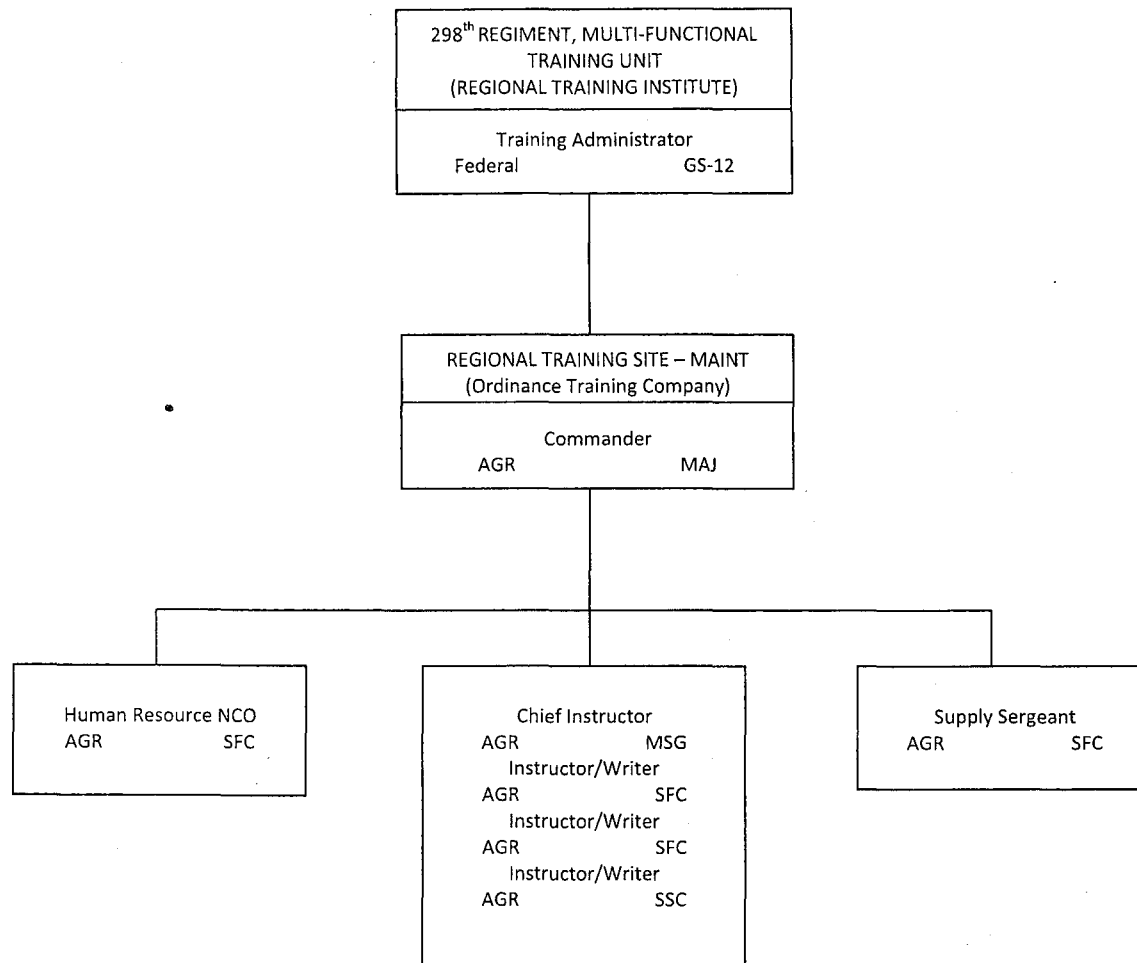 298th REGIMENT, MULTI-FUNCTIONAL
TRAINING UNIT
(REGIONAL TRAINING INSTITUTE)
Training Administrator
Federal GS-12
REGIONAL TRAINING SITE – MAINT
(Ordinance Training Company)
Commander
AGR MAJ
Human Resource NCO
AGR SFC
Chief Instructor
AGR MSG
Instructor/Writer
AGR SFC
Instructor/Writer
AGR SFC
Instructor/Writer
AGR SSC
Supply Sergeant
AGR SFC